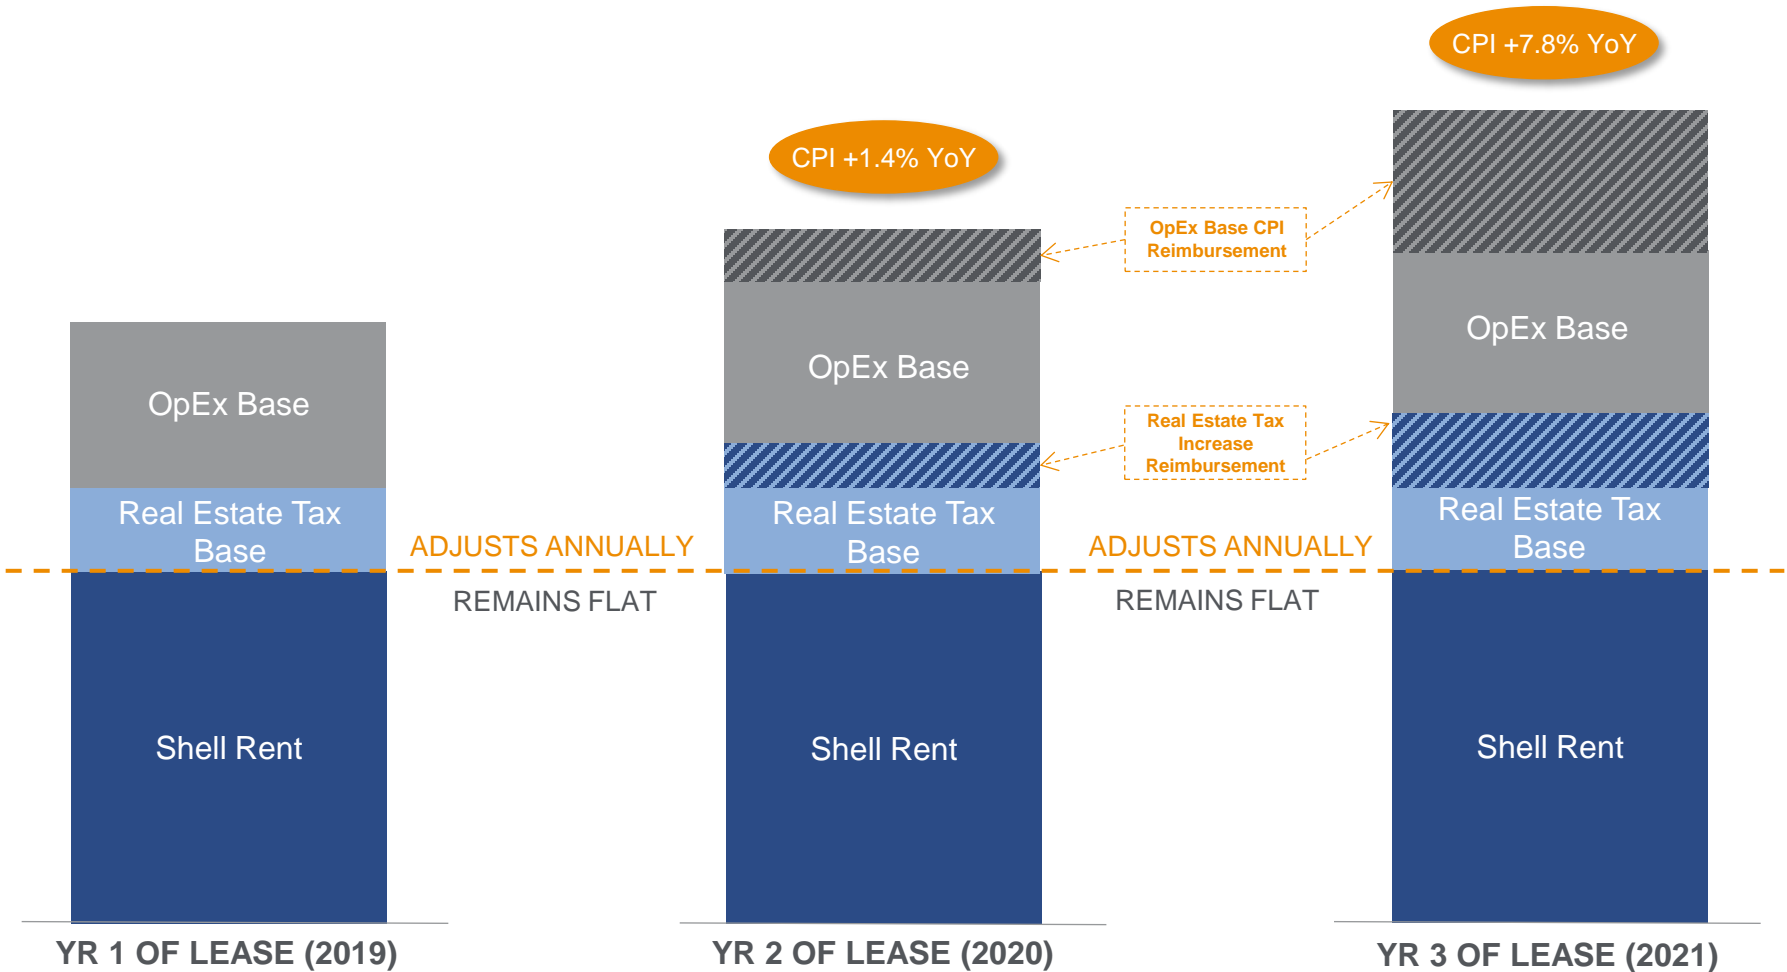 CPI +7.8% YoY
CPI +1.4% YoY
OpEx Base CPI
Reimbursement
OpEx Base
OpEx Base
OpEx Base
Real Estate Tax
Increase
Reimbursement
Real Estate Tax
Base
Real Estate Tax
Base
Real Estate Tax
Base
ADJUSTS ANNUALLY
ADJUSTS ANNUALLY
REMAINS FLAT
REMAINS FLAT
Shell Rent
Shell Rent
Shell Rent
YR 1 OF LEASE (2019)
YR 2 OF LEASE (2020)
YR 3 OF LEASE (2021)